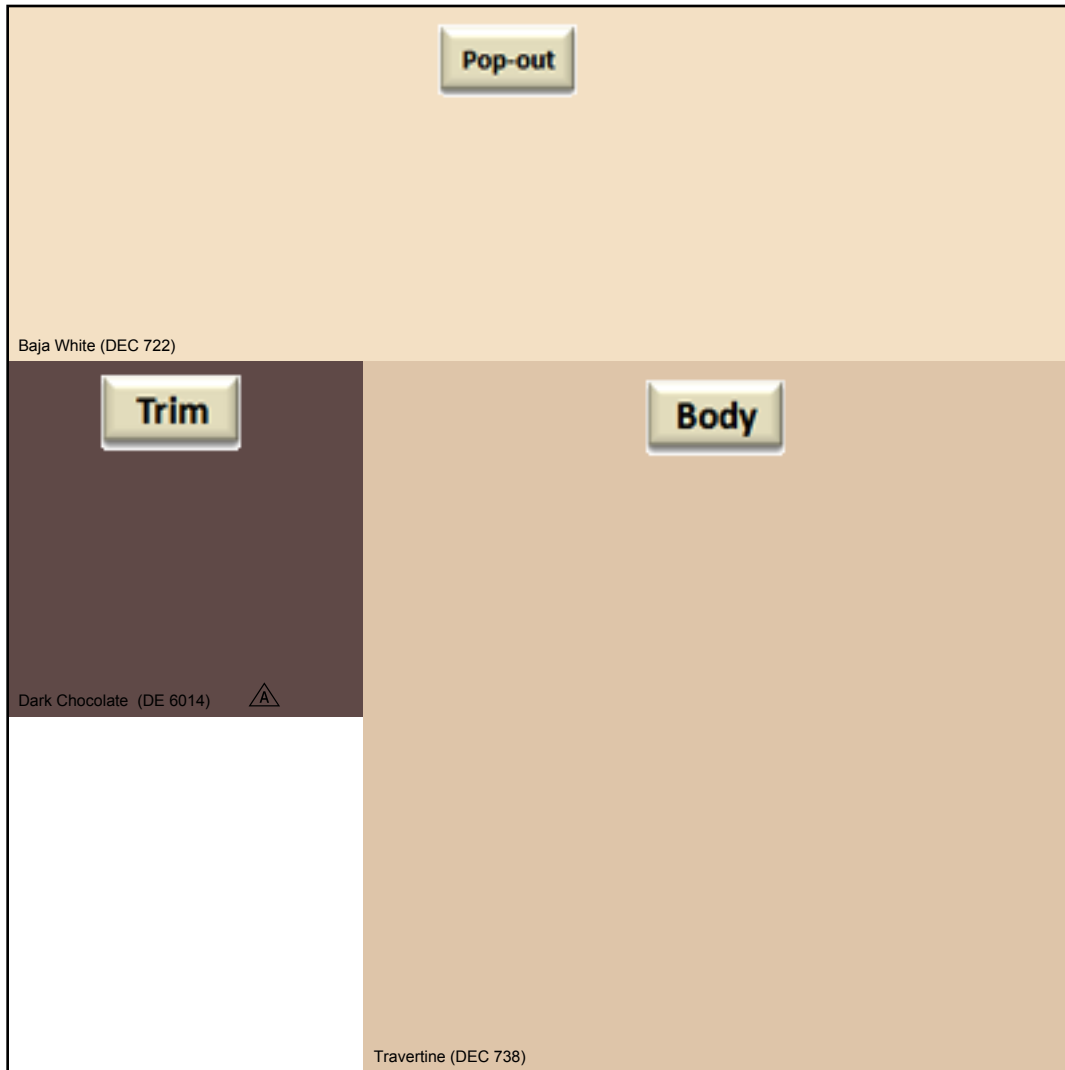 Pop-out
Baja White (DEC 722)
Trim
Body
Dark Chocolate  (DE 6014)
A
Travertine (DEC 738)